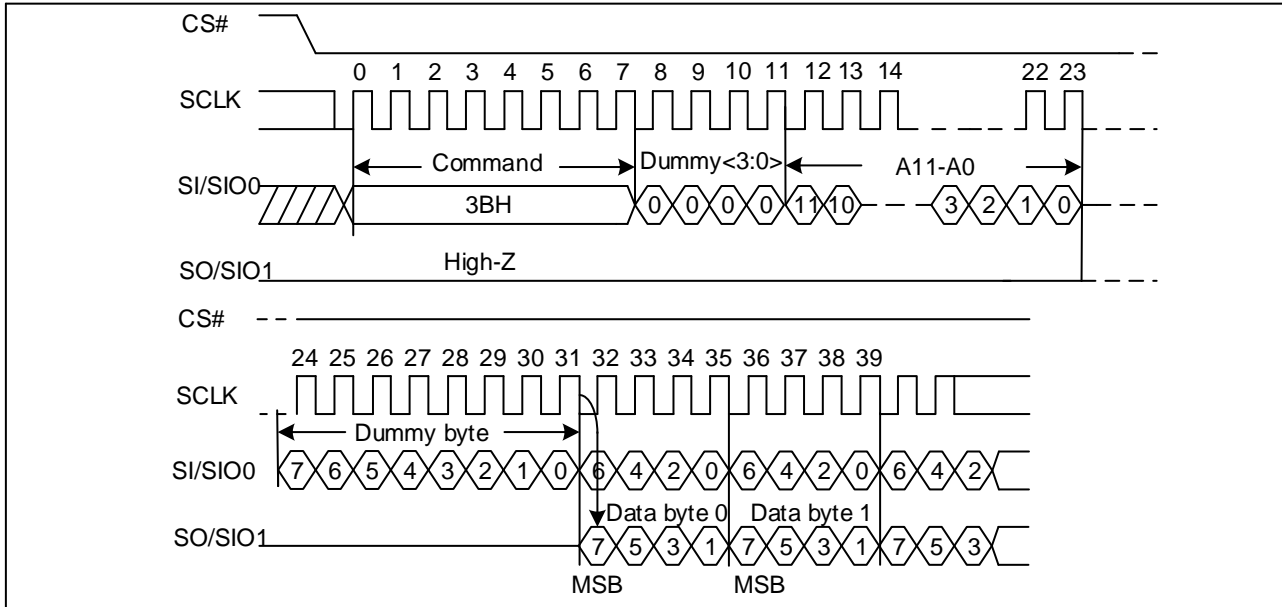 CS#
0 1 2 3 4 5 6 7 8 9 10 11 12 13 14 22 23
SCLK
Command Dummy<3:0> A11-A0
SI/SIO0 3BH 0 0 0 0 11 10 3 2 1 0
SO/SIO1 High-Z
CS#
24 25 26 27 28 29 30 31 32 33 34 35 36 37 38 39
SCLK
Dummy byte
SI/SIO0 7 6 5 4 3 2 1 0 6 4 2 0 6 4 2 0 6 4 2
Data byte 0 Data byte 1
SO/SIO1 7 5 3 1 7 5 3 1 7 5 3
MSB MSB